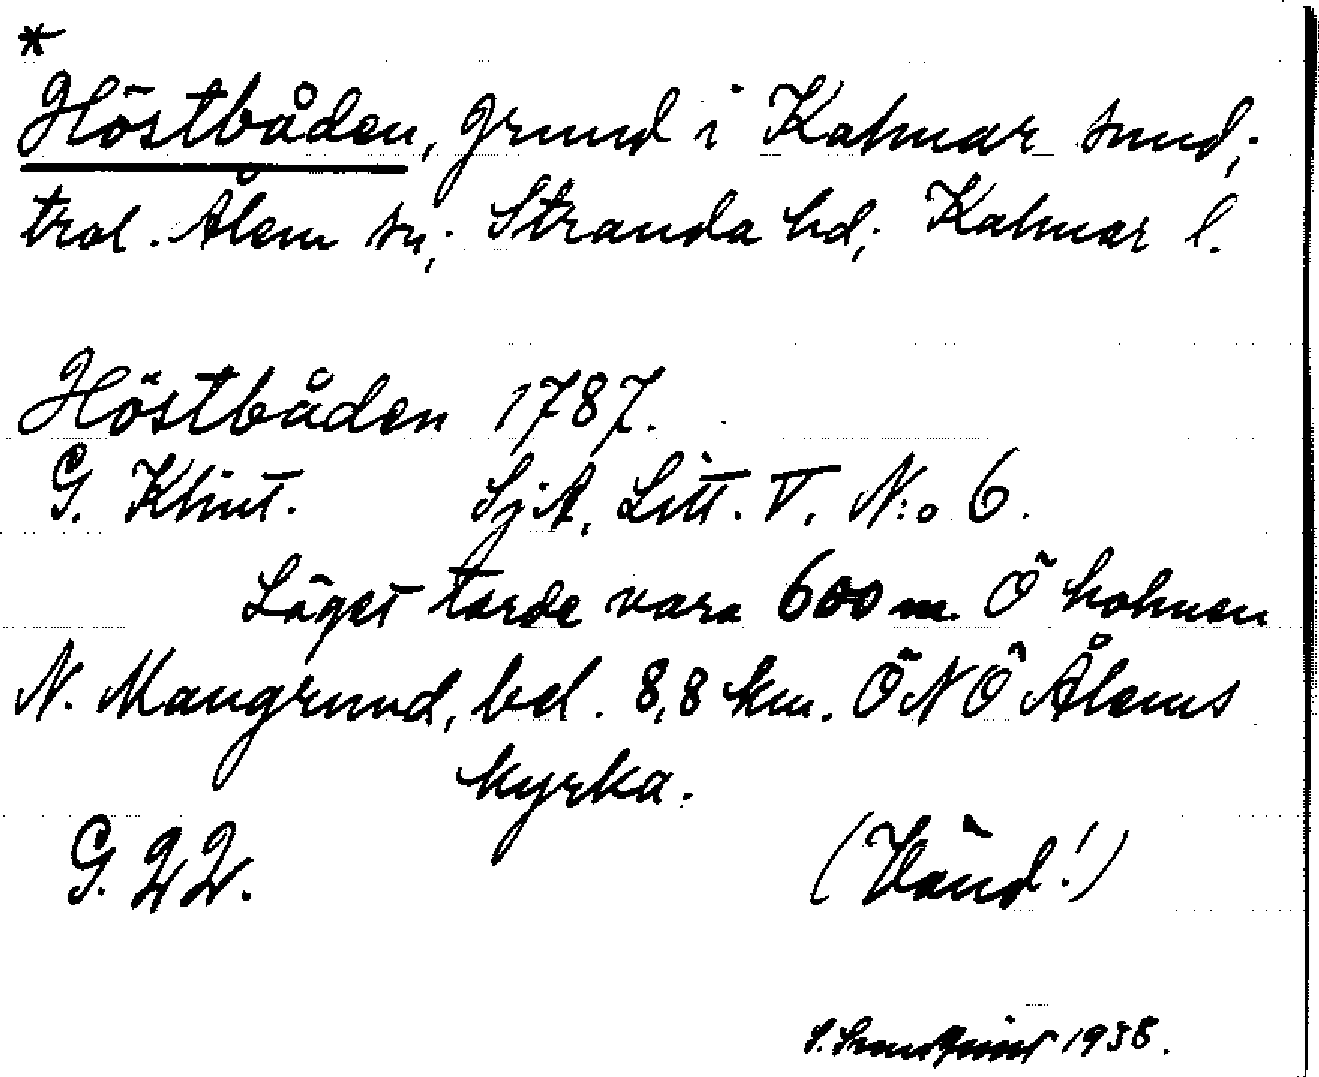 *
Höstbåden, grund i Kalmar sund;
trol. Ålem sn; Stranda hd; Kalmar l.
Höstbåden 1787.
G. Klint. SjA, Litt. V. N:o 6.
Läget torde vara 600 m. Ö holmen
N. Mangrund, bel. 8,8 km. ÖNÖ Ålems
kyrka.
G. 22.
(Vänd!)
1938.